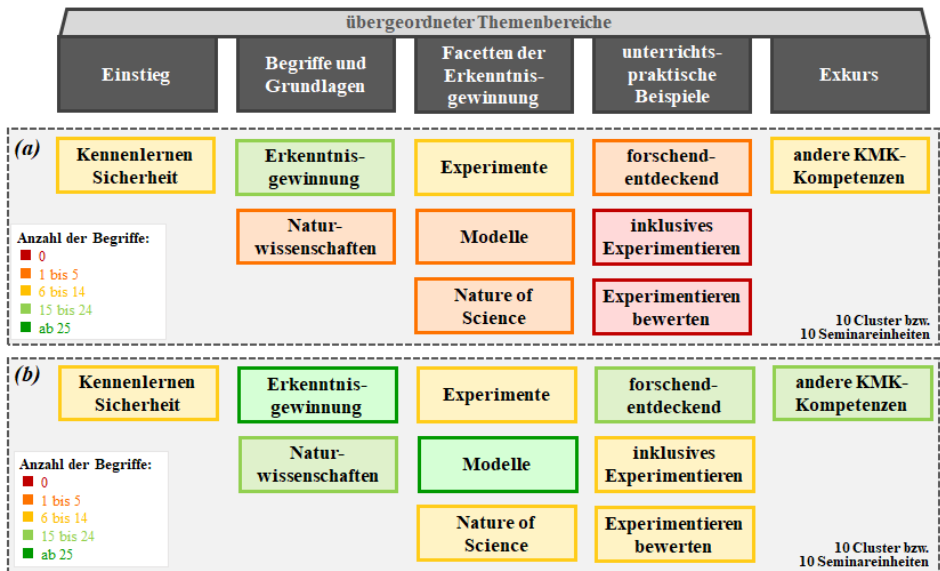 übergeordneter Themenbereiche
Einstieg
Begriffe und
Grundlagen
Facetten der
Erkenntnis-
gewinnung
unterrichts-
praktische
Beispiele
Exkurs
(a)
Kennenlernen
Sicherheit
Erkenntnis-
gewinnung
Experimente
forschend-
entdeckend
andere KMK-
Kompetenzen
Natur-
wissenschaften
Modelle
inklusives
Experimentieren
Nature of
Science
Experimentieren
bewerten
Anzahl der Begriffe:
0
1 bis 5
6 bis 14
15 bis 24
ab 25
10 Cluster bzw.
10 Seminareinheiten
(b)
Kennenlernen
Sicherheit
Erkenntnis-
gewinnung
Experimente
forschend-
entdeckend
andere KMK-
Kompetenzen
Natur-
wissenschaften
Modelle
inklusives
Experimentieren
Nature of
Science
Experimentieren
bewerten
Anzahl der Begriffe:
0
1 bis 5
6 bis 14
15 bis 24
ab 25
10 Cluster bzw.
10 Seminareinheiten